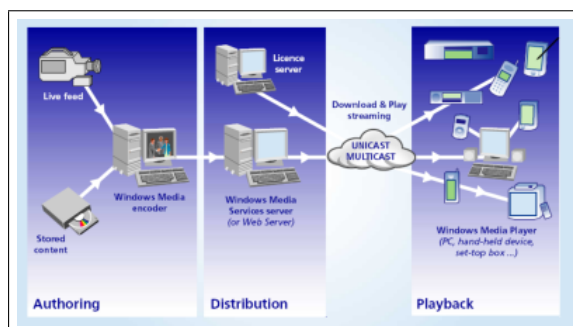 Live feed
Stored
content
Windows Media
encoder
Authoring
Licence
server
Windows Media
Services server
(or Web Server)
Distribution
Download & Play
streaming
UNICAST
MULTICAST
Windows Media Player
(PC, hand-held device,
set-top box ...)
Playback